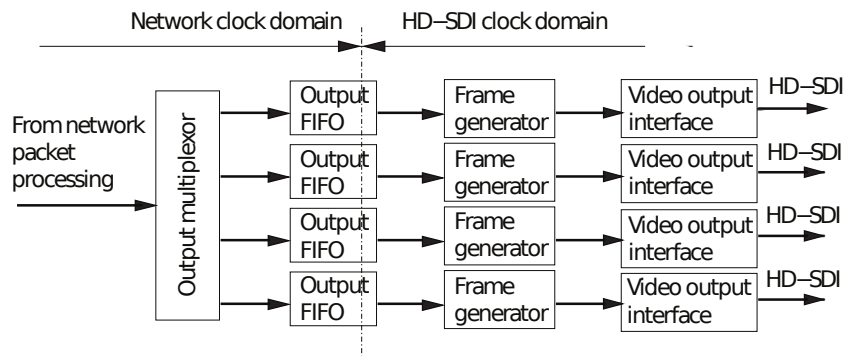 Network clock domain
HD–SDI clock domain
From network
packet
processing
Output multiplexor
Output
FIFO
Frame
generator
Video output
interface
HD–SDI
Output
FIFO
Frame
generator
Video output
interface
HD–SDI
Output
FIFO
Frame
generator
Video output
interface
HD–SDI
Output
FIFO
Frame
generator
Video output
interface
HD–SDI